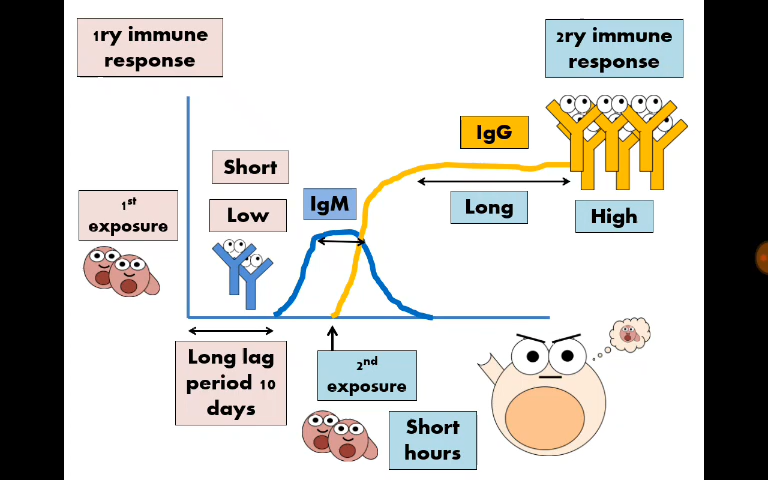 1ry immune
response
2ry immune
response
IgG
Short
1st
exposure
Low
IgM
Long
High
Long lag
period 10
days
2nd
exposure
Short
hours